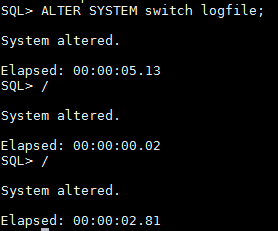 SQL> ALTER SYSTEM switch logfile;
System altered.
Elapsed: 00:00:05.13
SQL> /
System altered.
Elapsed: 00:00:00.02
SQL> /
System altered.
Elapsed: 00:00:02.81